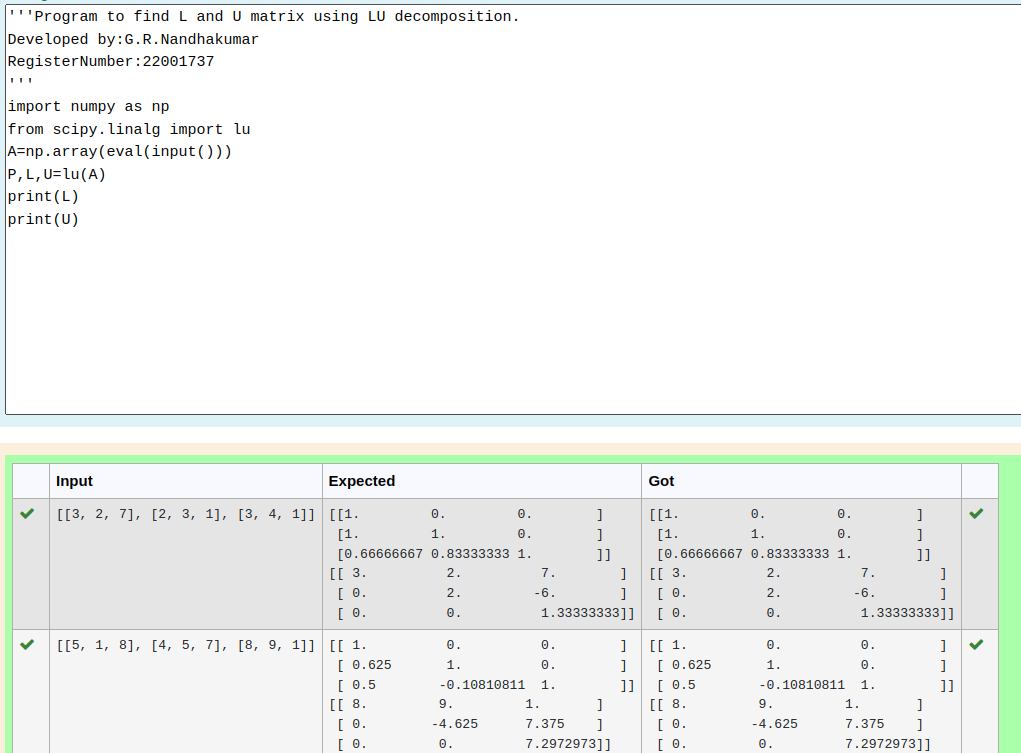 '''Program to find L and U matrix using LU decomposition.
Developed by:G.R.Nandhakumar
RegisterNumber:22001737
'''
import numpy as np
from scipy.linalg import lu
A=np.array(eval(input()))
P,L,U=lu(A)
print(L)
print(U)
Input Expected Got
[[3, 2, 7], [2, 3, 1], [3, 4, 1]] [[1. 0. 0. ] [[1. 0. 0. ]
[1. 1. 0. ] [1. 1. 0. ]
[0.66666667 0.83333333 1. ]] [0.66666667 0.83333333 1. ]]
[[ 3. 2. 7. ] [[ 3. 2. 7. ]
[ 0. 2. -6. ] [ 0. 2. -6. ]
[ 0. 0. 1.33333333]] [ 0. 0. 1.33333333]]
[[5, 1, 8], [4, 5, 7], [8, 9, 1]] [[ 1. 0. 0. ] [[ 1. 0. 0. ]
[ 0.625 1. 0. ] [ 0.625 1. 0. ]
[ 0.5 -0.10810811 1. ]] [ 0.5 -0.10810811 1. ]]
[[ 8. 9. 1. ] [[ 8. 9. 1. ]
[ 0. -4.625 7.375 ] [ 0. -4.625 7.375 ]
[ 0. 0. 7.2972973]] [ 0. 0. 7.2972973]]